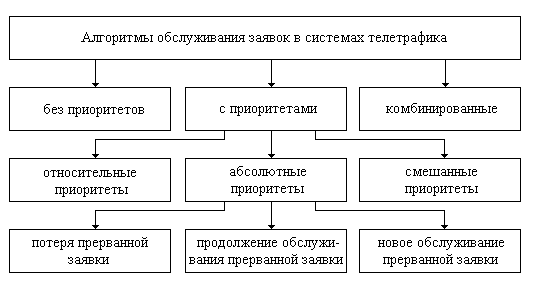 Алгоритмы обслуживания заявок в системах телетрафика
без приоритетов
с приоритетами
комбинированные
относительные
приоритеты
абсолютные
приоритеты
смешанные
приоритеты
потеря прерванной
заявки
продолжение обслужи-
вания прерванной заявки
новое обслуживание
прерванной заявки